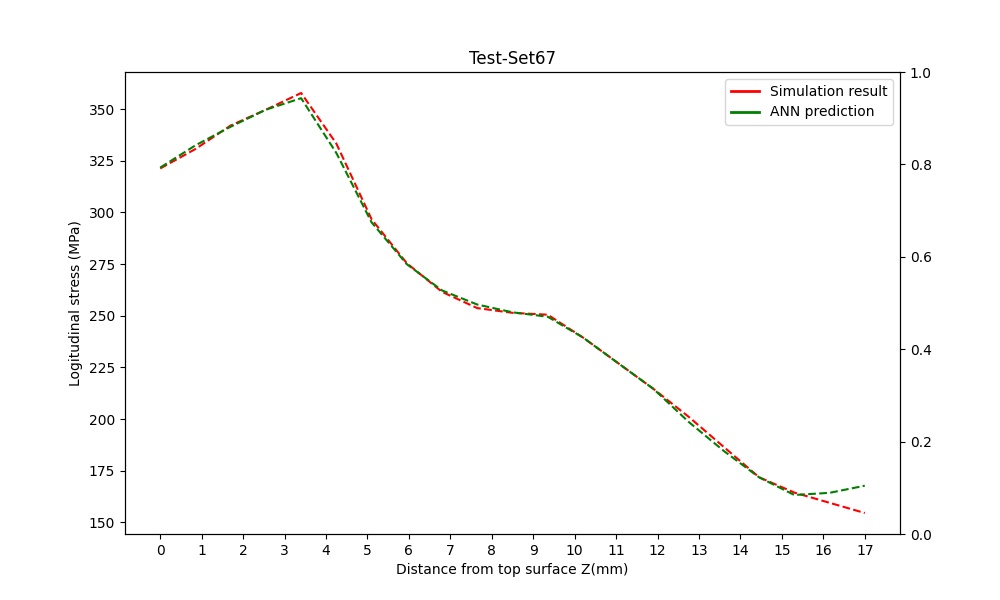 Test-Set67
Simulation result
ANN prediction
350
325
300
275
250
225
200
175
150
Logitudinal stress (MPa)
1.0
0.8
0.6
0.4
0.2
0.0
0 1 2 3 4 5 6 7 8 9 10 11 12 13 14 15 16 17
Distance from top surface Z(mm)